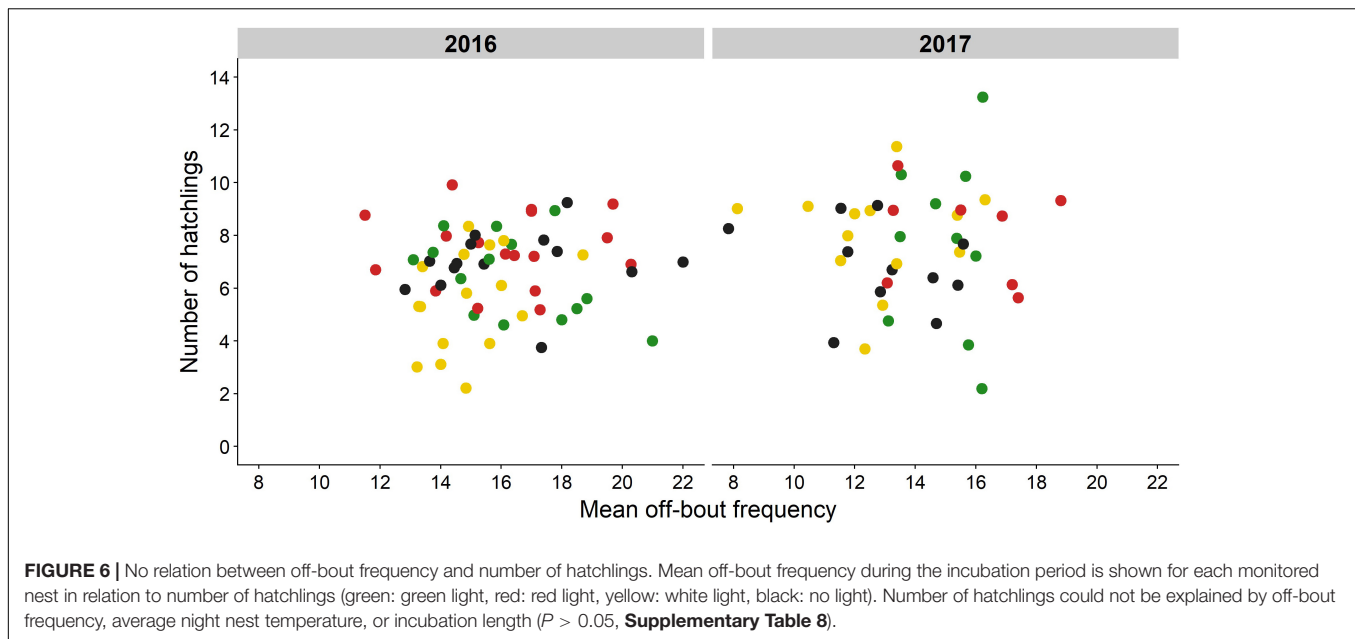 2016 2017
Number of hatchlings
14
12
10
8
6
4
2
0
8 10 12 14 16 18 20 22 8 10 12 14 16 18 20 22
Mean off-bout frequency
FIGURE 6 | No relation between off-bout frequency and number of hatchlings. Mean off-bout frequency during the incubation period is shown for each monitored
nest in relation to number of hatchlings (green: green light, red: red light, yellow: white light, black: no light). Number of hatchlings could not be explained by off-bout
frequency, average night nest temperature, or incubation length (P > 0.05, Supplementary Table 8).